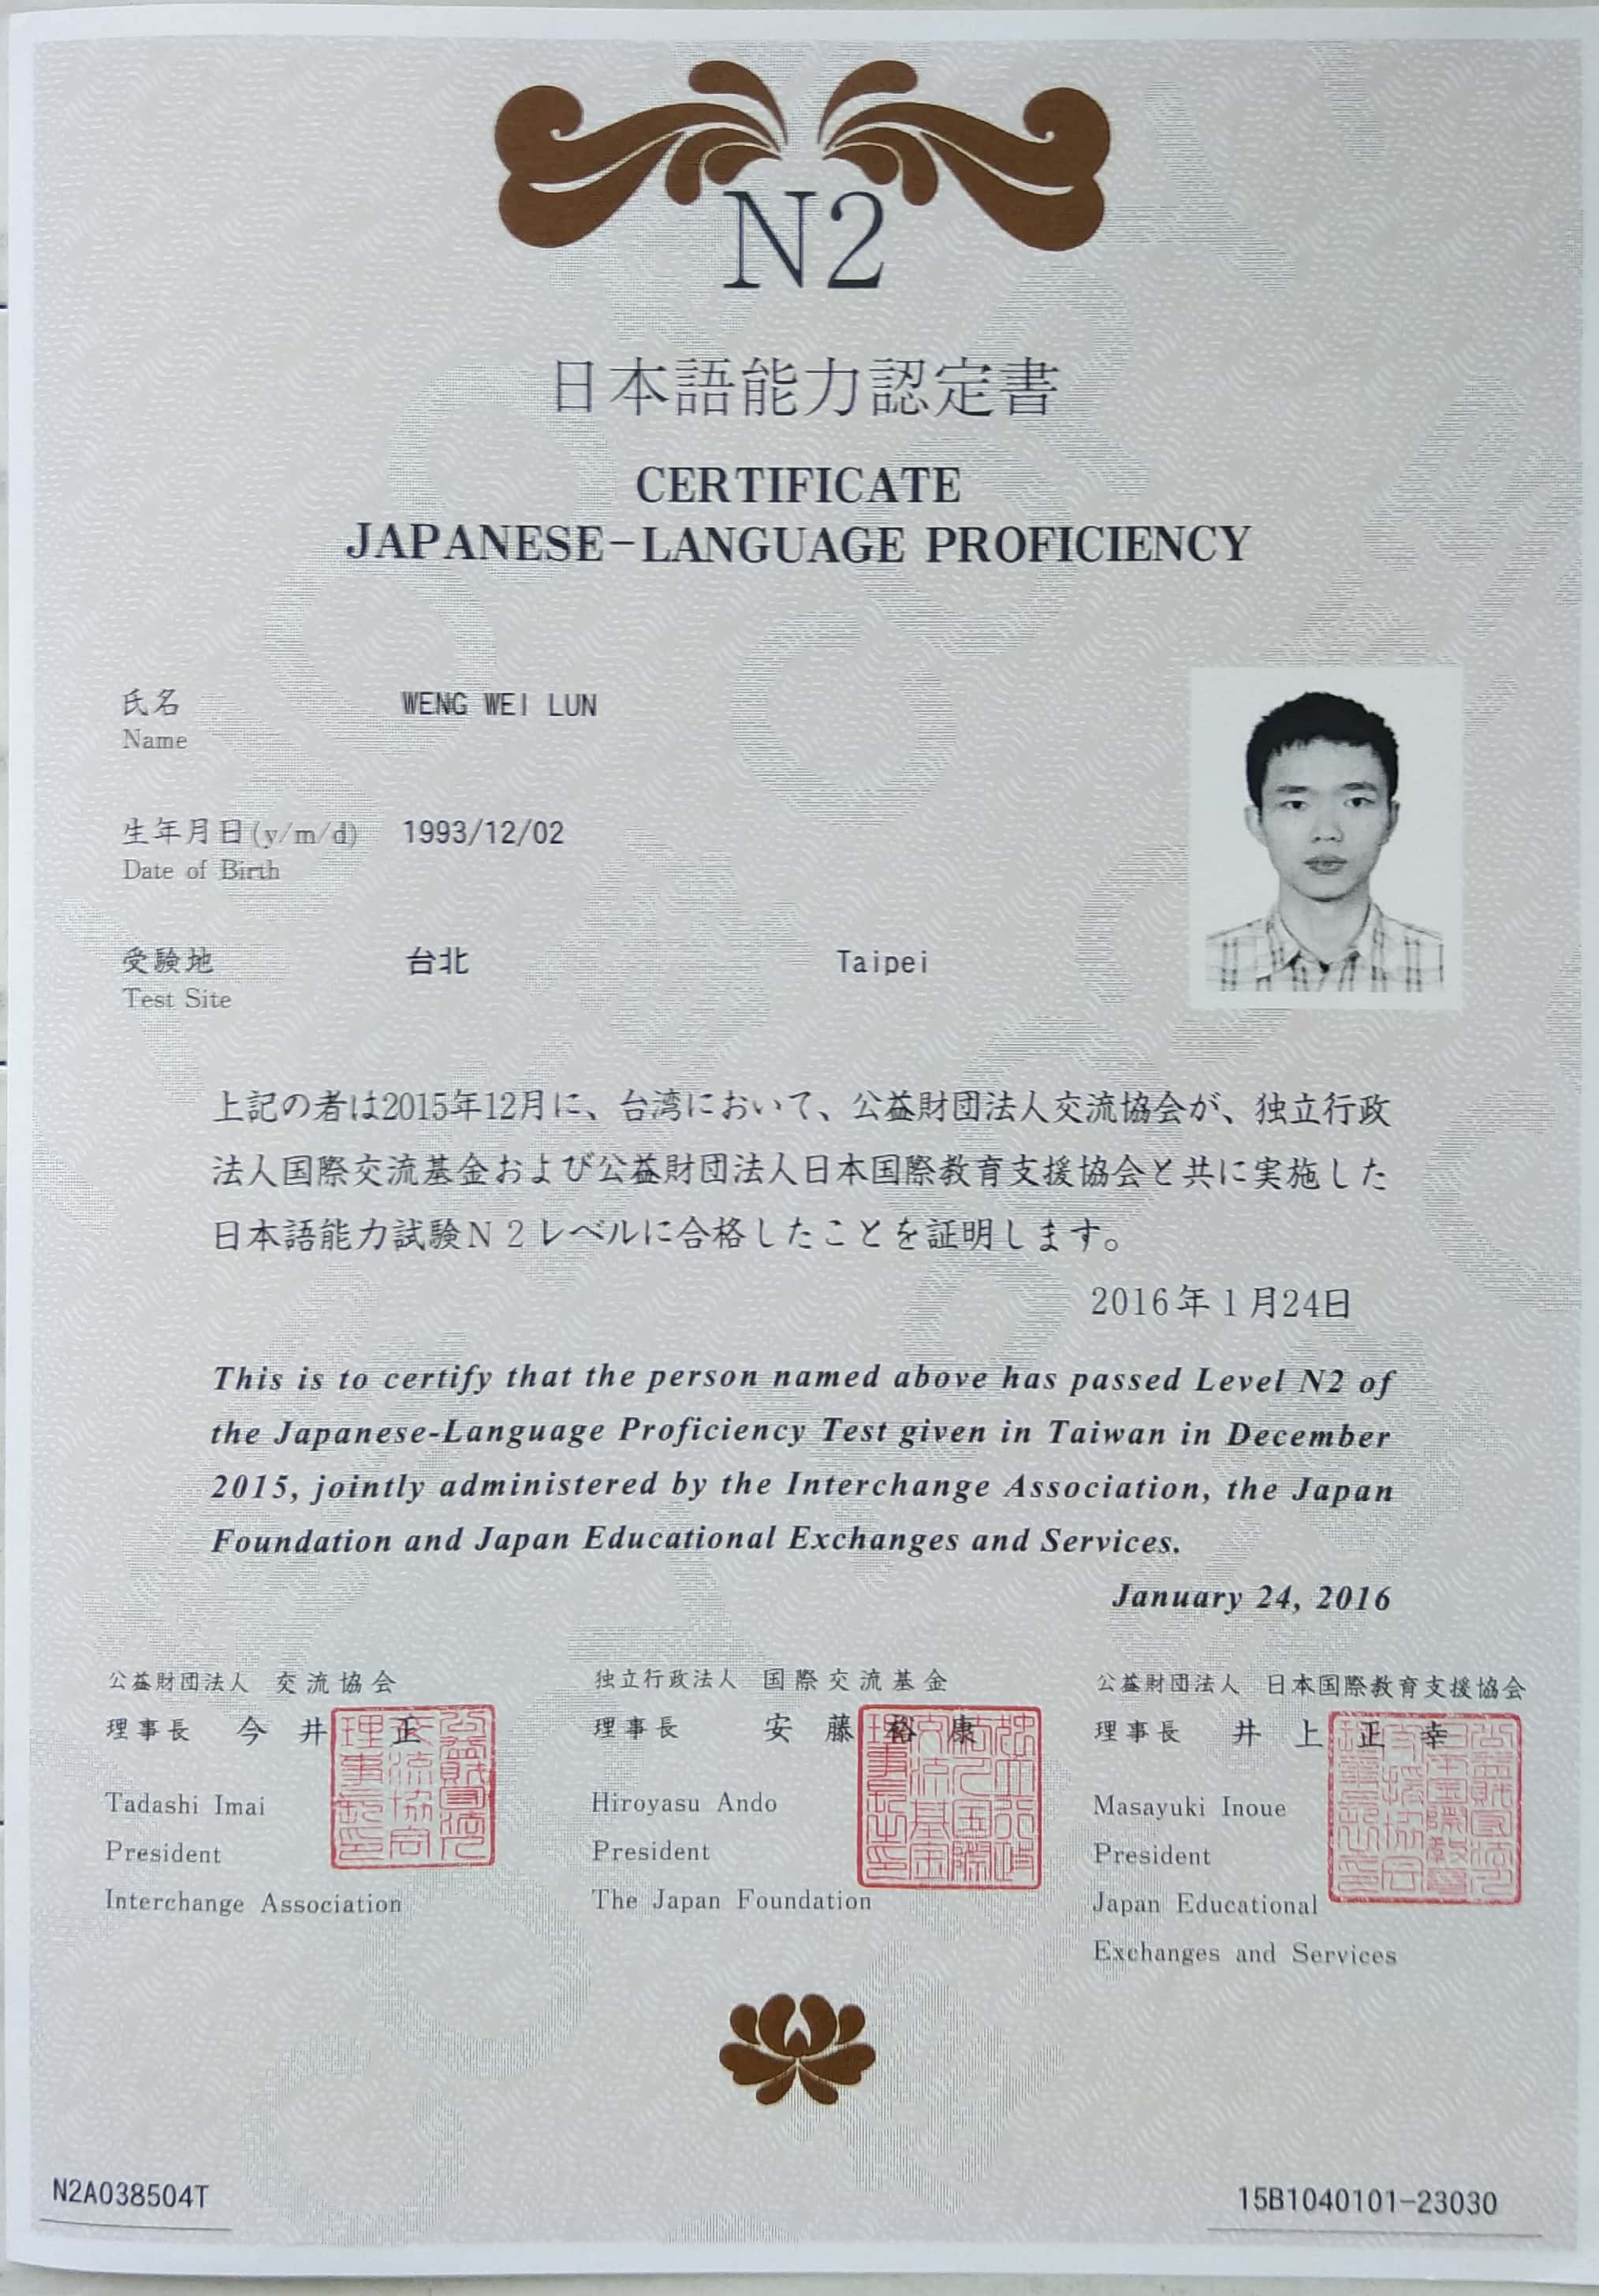 N2
日本語能力認定書
CERTIFICATE
JAPANESE-LANGUAGE PROFICIENCY
氏名 WENG WEI LUN
Name
生年月日(y/m/d) 1993/12/02
Date of Birth
受験地 台北 Taipei
Test Site
上記の者は2015年12月に、台湾において、公益財団法人交流協会が、独立行政
法人国際交流基金および公益財団法人日本国際教育支援協会と共に実施した
日本語能力試験N2レベルに合格したことを証明します。
2016年1月24日
This is to certify that the person named above has passed Level N2 of
the Japanese-Language Proficiency Test given in Taiwan in December
2015, jointly administered by the Interchange Association, the Japan
Foundation and Japan Educational Exchanges and Services.
January 24, 2016
公益財団法人 交流協会
理事長 今井 正
Tadashi Imai
President
Interchange Association
独立行政法人 国際交流基金
理事長 安藤裕康
Hiroyasu Ando
President
The Japan Foundation
公益財団法人 日本国際教育支援協会
理事長 井上正幸
Masayuki Inoue
President
Japan Educational
Exchanges and Services
N2A038504T
15B1040101-23030